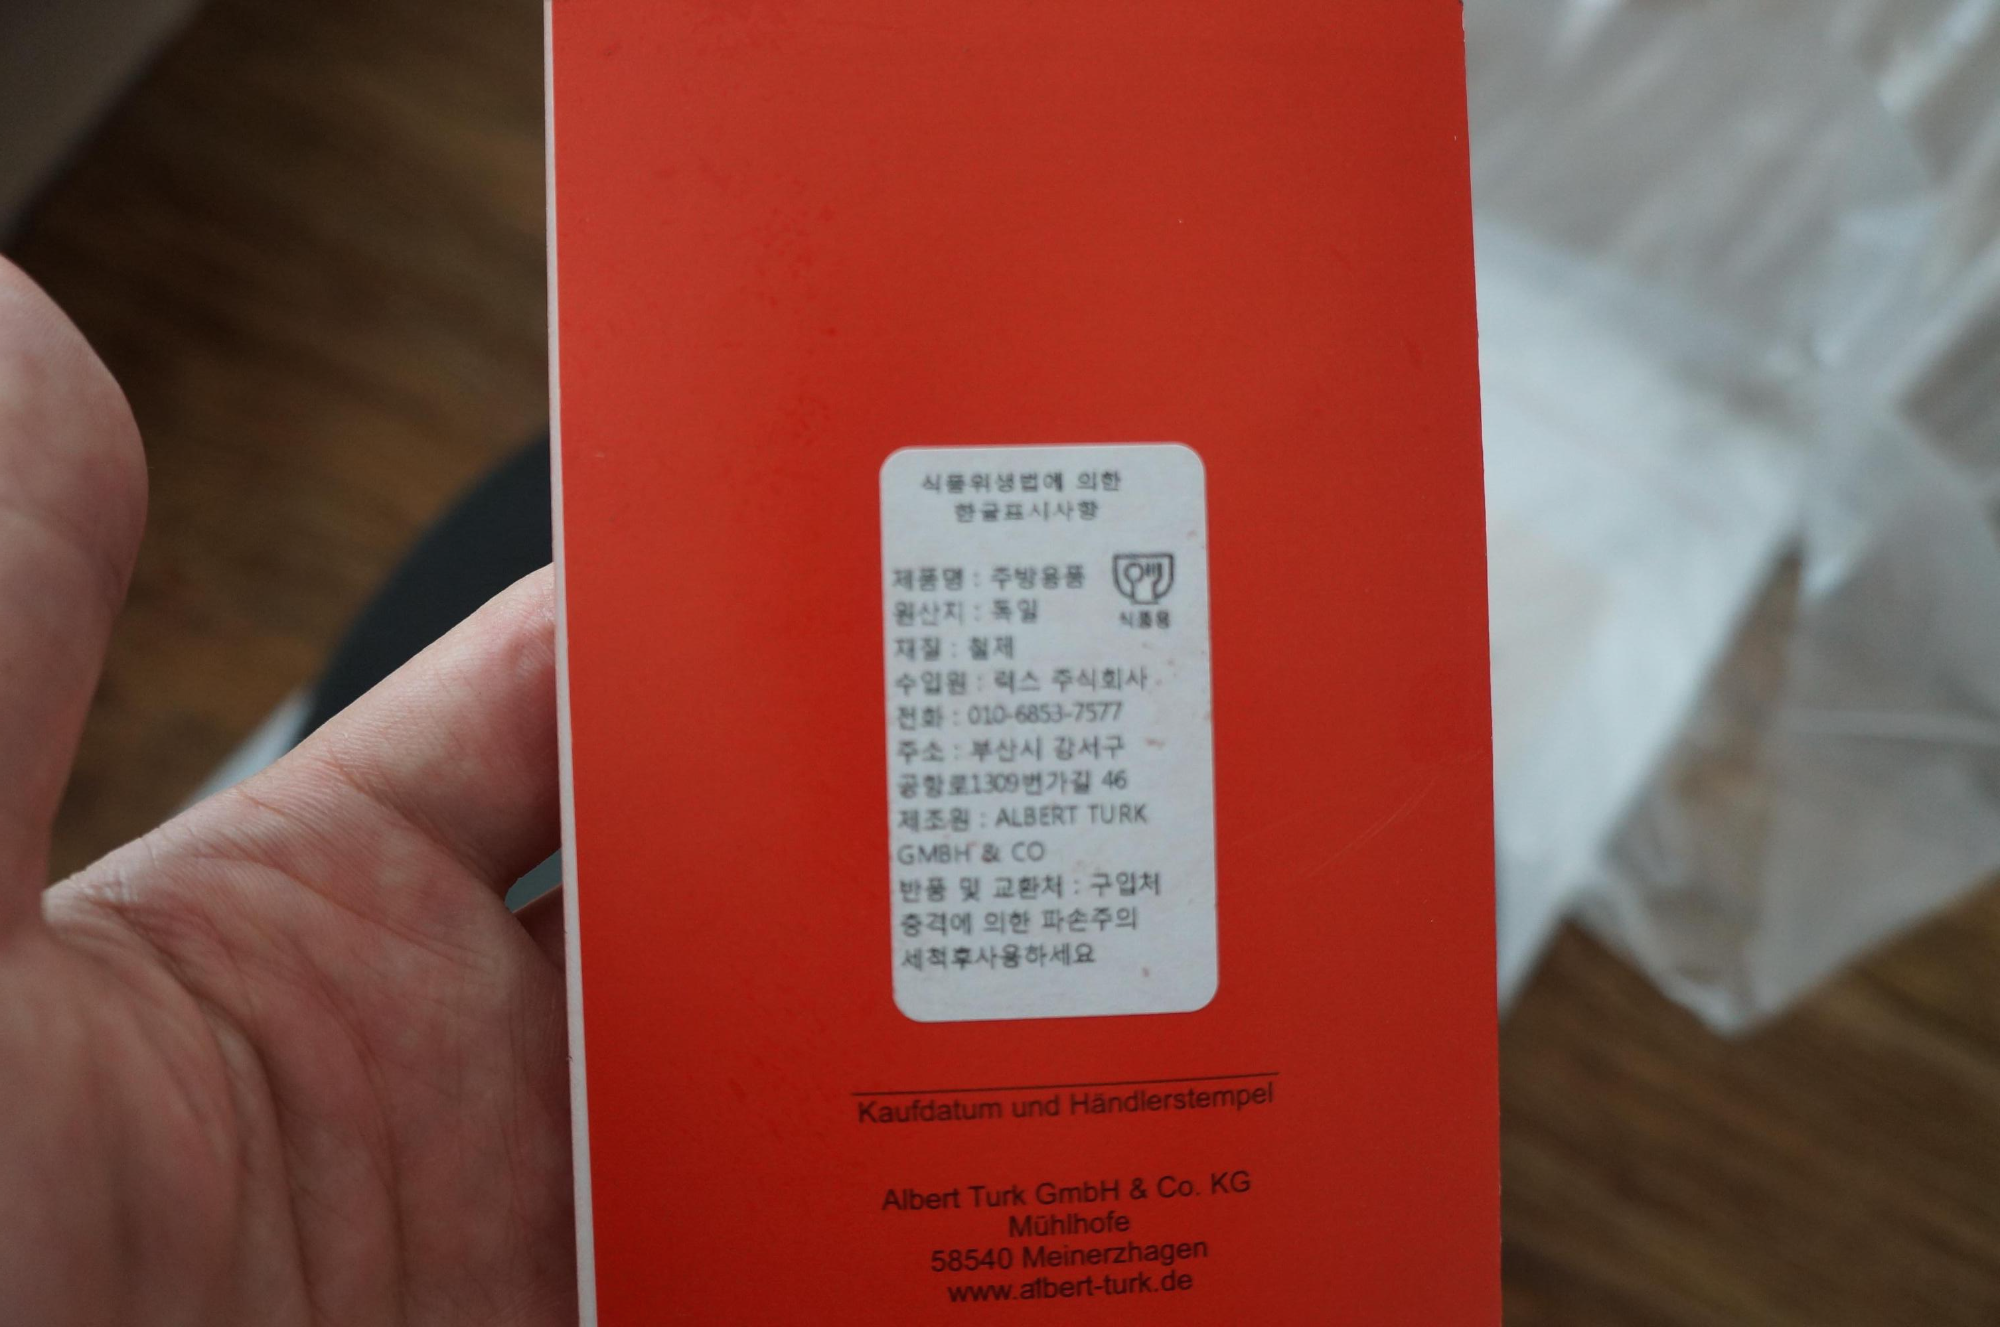 식품위생법에 의한
한글표시사항
제품명 : 주방용품
식품용
원산지 : 독일
재질 : 철제
수입원 : 럭스 주식회사
전화 : 010-6853-7577
주소 : 부산시 강서구
공항로1309번가길 46
제조원 : ALBERT TURK
GMBH & CO
반품 및 교환처 : 구입처
충격에 의한 파손주의
세척후사용하세요
Kaufdatum und Händlerstempel
Albert Turk GmbH & Co. KG
Mühlhofe
58540 Meinerzhagen
www.albert-turk.de